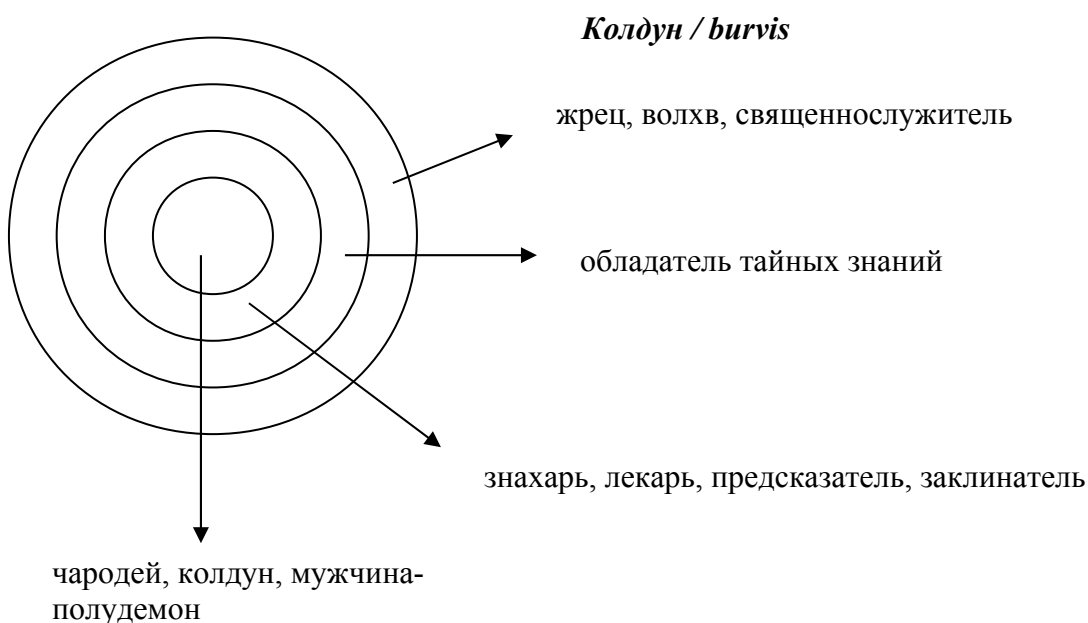 Колдун / burvis
жрец, волхв, священнослужитель
обладатель тайных знаний
знахарь, лекарь, предсказатель, заклинатель
чародей, колдун, мужчина-
полудемон